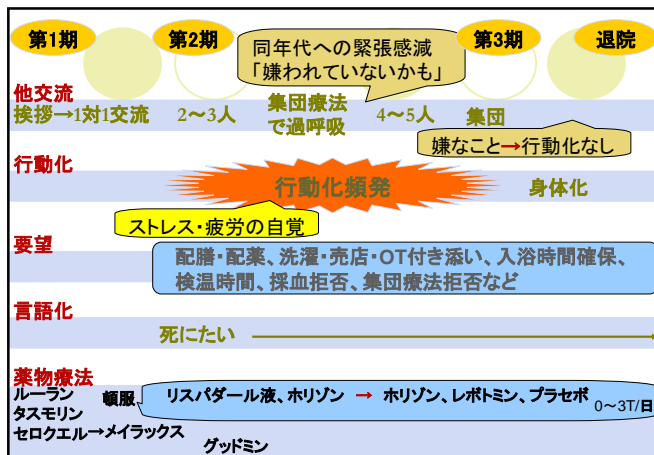 第1期 第2期 第3期 退院
同年代への緊張感減
「嫌われていないかも」
他交流
挨拶→1対1交流 2~3人 集団療法で過呼吸 4~5人 集団
嫌なこと→行動化なし
行動化
行動化頻発 身体化
ストレス・疲労の自覚
要望
配膳・配薬、洗濯・売店・OT付き添い、入浴時間確保、
検温時間、採血拒否、集団療法拒否など
言語化
死にたい
薬物療法
ルーラン
タスモリン
頓服 リスパダール液、ホリゾン → ホリゾン、レボトミン、プラセボ 0~3T/日
セロクエル→メイラックス
グッドミン